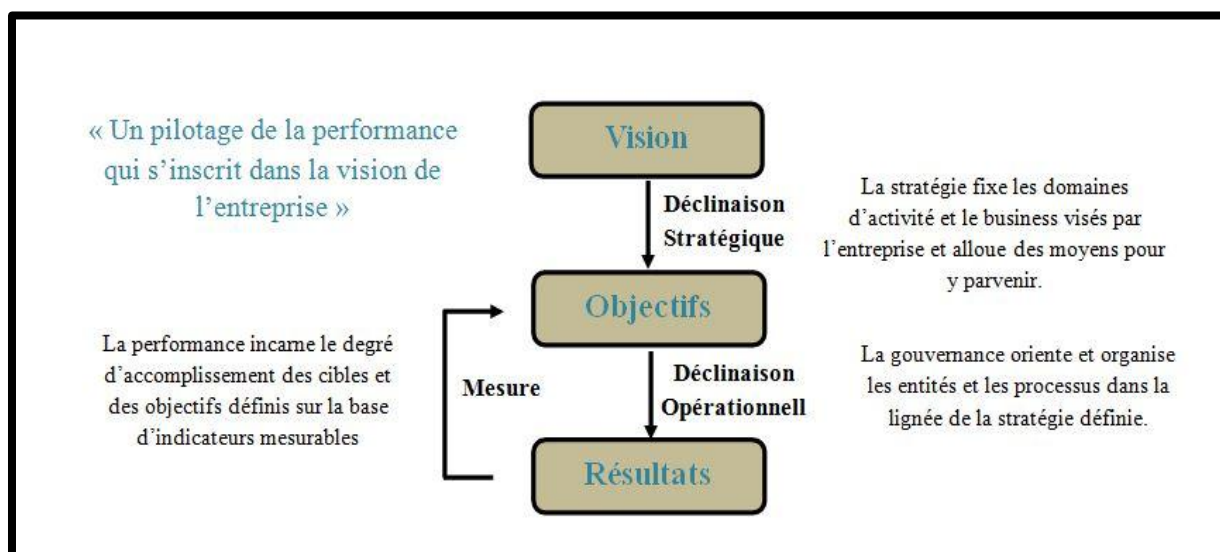 « Un pilotage de la performance
qui s’inscrit dans la vision de
l’entreprise »
Vision
Déclinaison
Stratégique
La stratégie fixe les domaines
d’activité et le business visés par
l’entreprise et alloue des moyens pour
y parvenir.
Objectifs
La performance incarne le degré
d’accomplissement des cibles et
des objectifs définis sur la base
d’indicateurs mesurables
Mesure
Déclinaison
Opérationnell
La gouvernance oriente et organise
les entités et les processus dans la
lignée de la stratégie définie.
Résultats